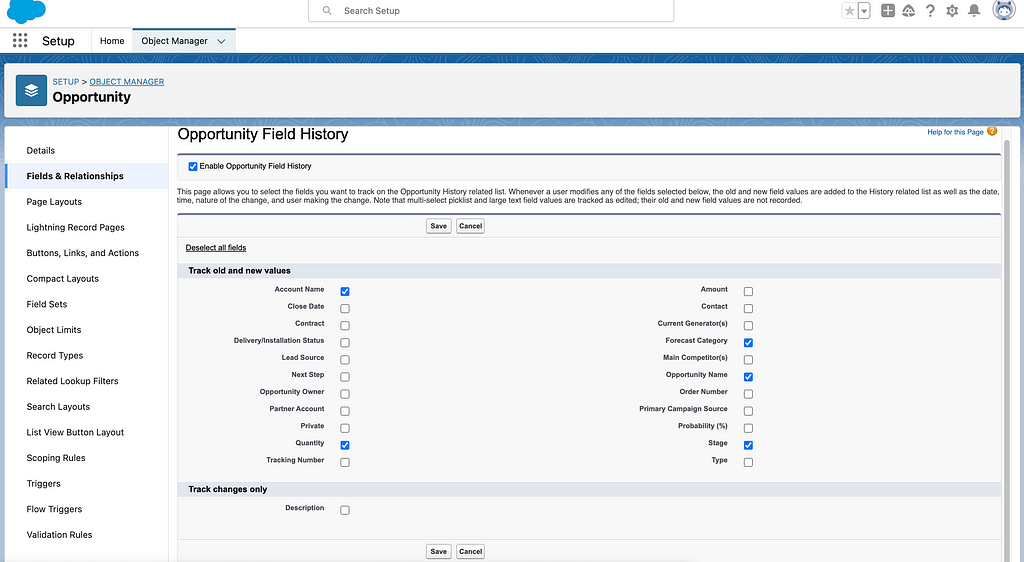 Search Setup
Setup
Home
Object Manager
SETUP > OBJECT MANAGER
Opportunity
Details
Fields & Relationships
Page Layouts
Lightning Record Pages
Buttons, Links, and Actions
Compact Layouts
Field Sets
Object Limits
Record Types
Related Lookup Filters
Search Layouts
List View Button Layout
Scoping Rules
Triggers
Flow Triggers
Validation Rules
Opportunity Field History
Help for this Page ?
Enable Opportunity Field History
This page allows you to select the fields you want to track on the Opportunity History related list. Whenever a user modifies any of the fields selected below, the old and new field values are added to the History related list as well as the date,
time, nature of the change, and user making the change. Note that multi-select picklist and large text field values are tracked as edited; their old and new field values are not recorded.
Save Cancel
Deselect all fields
Track old and new values
Account Name Amount
Close Date Contact
Contract Current Generator(s)
Delivery/Installation Status Forecast Category
Lead Source Main Competitor(s)
Next Step Opportunity Name
Opportunity Owner Order Number
Partner Account Primary Campaign Source
Private Probability (%)
Quantity Stage
Tracking Number Type
Track changes only
Description
Save Cancel